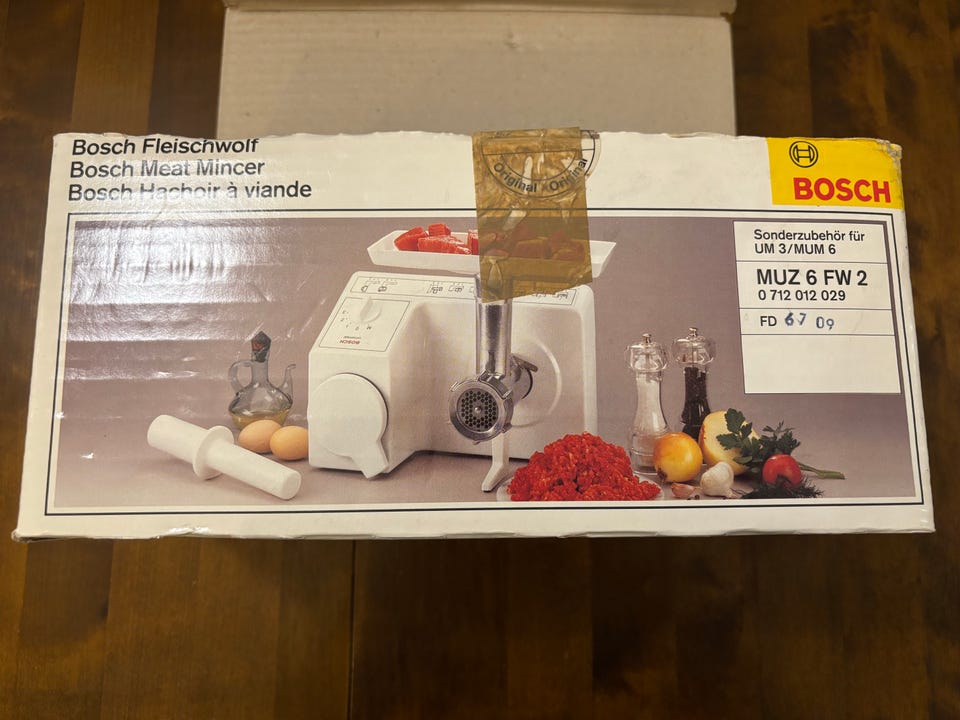 Bosch Fleischwolf
Bosch Meat Mincer
Bosch Hachoir à viande
Original Original
BOSCH
Sonderzubehör für
UM 3/MUM 6
MUZ 6 FW 2
0 712 012 029
FD 67 09
BOSCH